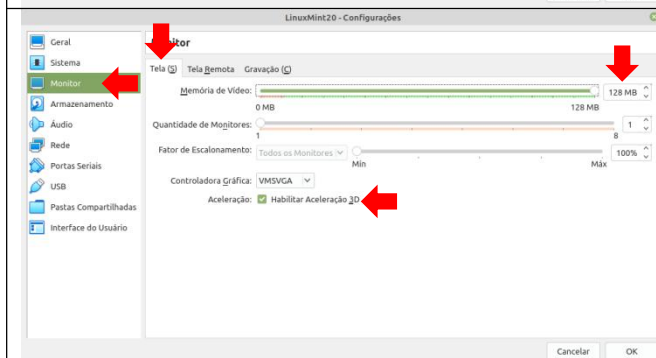 LinuxMint20 - Configurações
Geral
Sistema
Monitor
Armazenamento
Áudio
Rede
Portas Seriais
USB
Pastas Compartilhadas
Interface do Usuário
Tela (S) Tela Remota Gravação (C)
Memória de Vídeo: 128 MB
0 MB 128 MB
Quantidade de Monitores: 1
1 8
Fator de Escalonamento: Todos os Monitores 100%
Mín Máx
Controladora Gráfica: VMSVGA
Aceleração: Habilitar Aceleração 3D
Cancelar OK